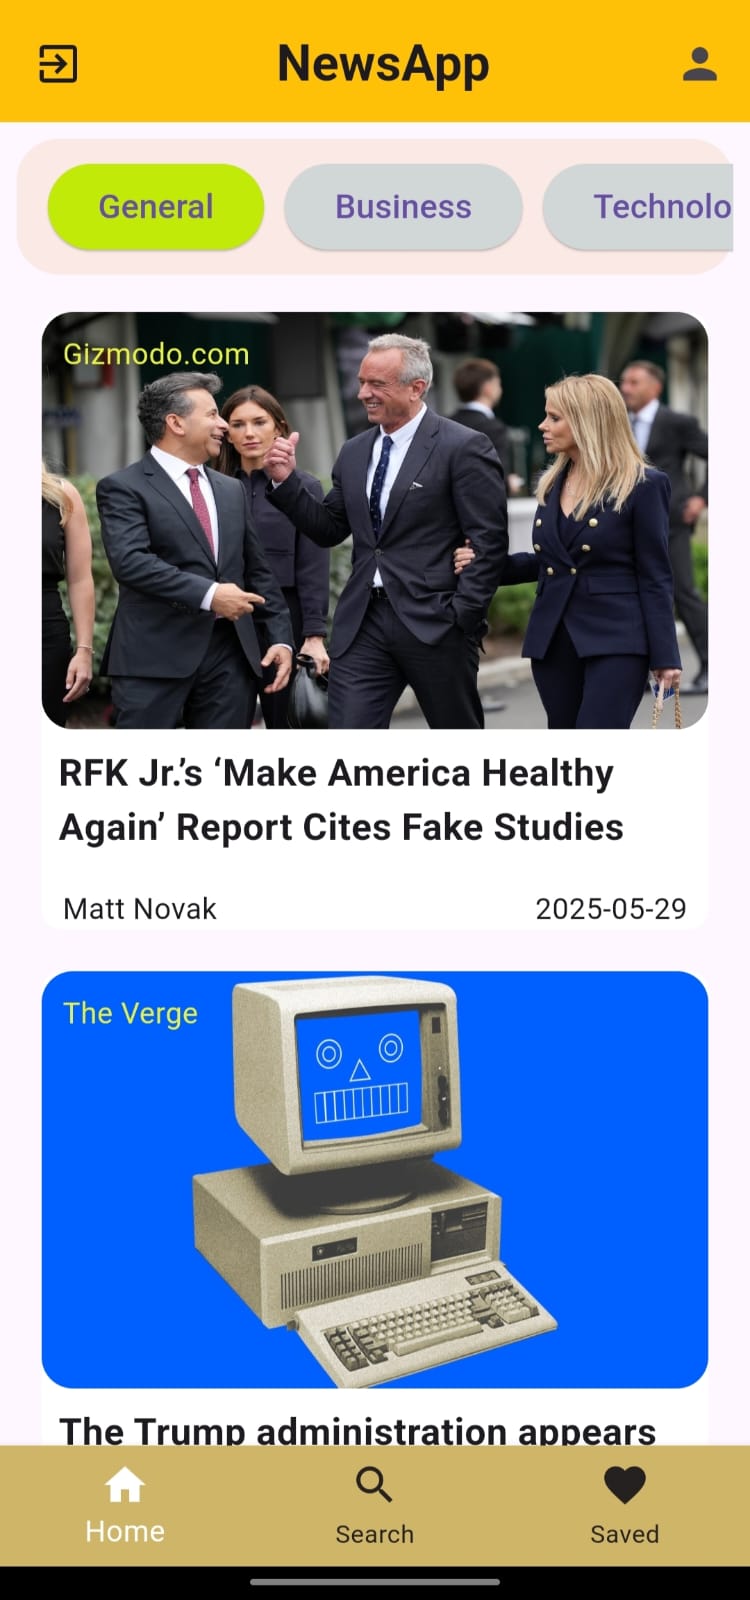 NewsApp
General
Business
Technolo
Gizmodo.com
RFK Jr.’s ‘Make America Healthy
Again’ Report Cites Fake Studies
Matt Novak
2025-05-29
The Verge
The Trump administration appears
Home
Search
Saved